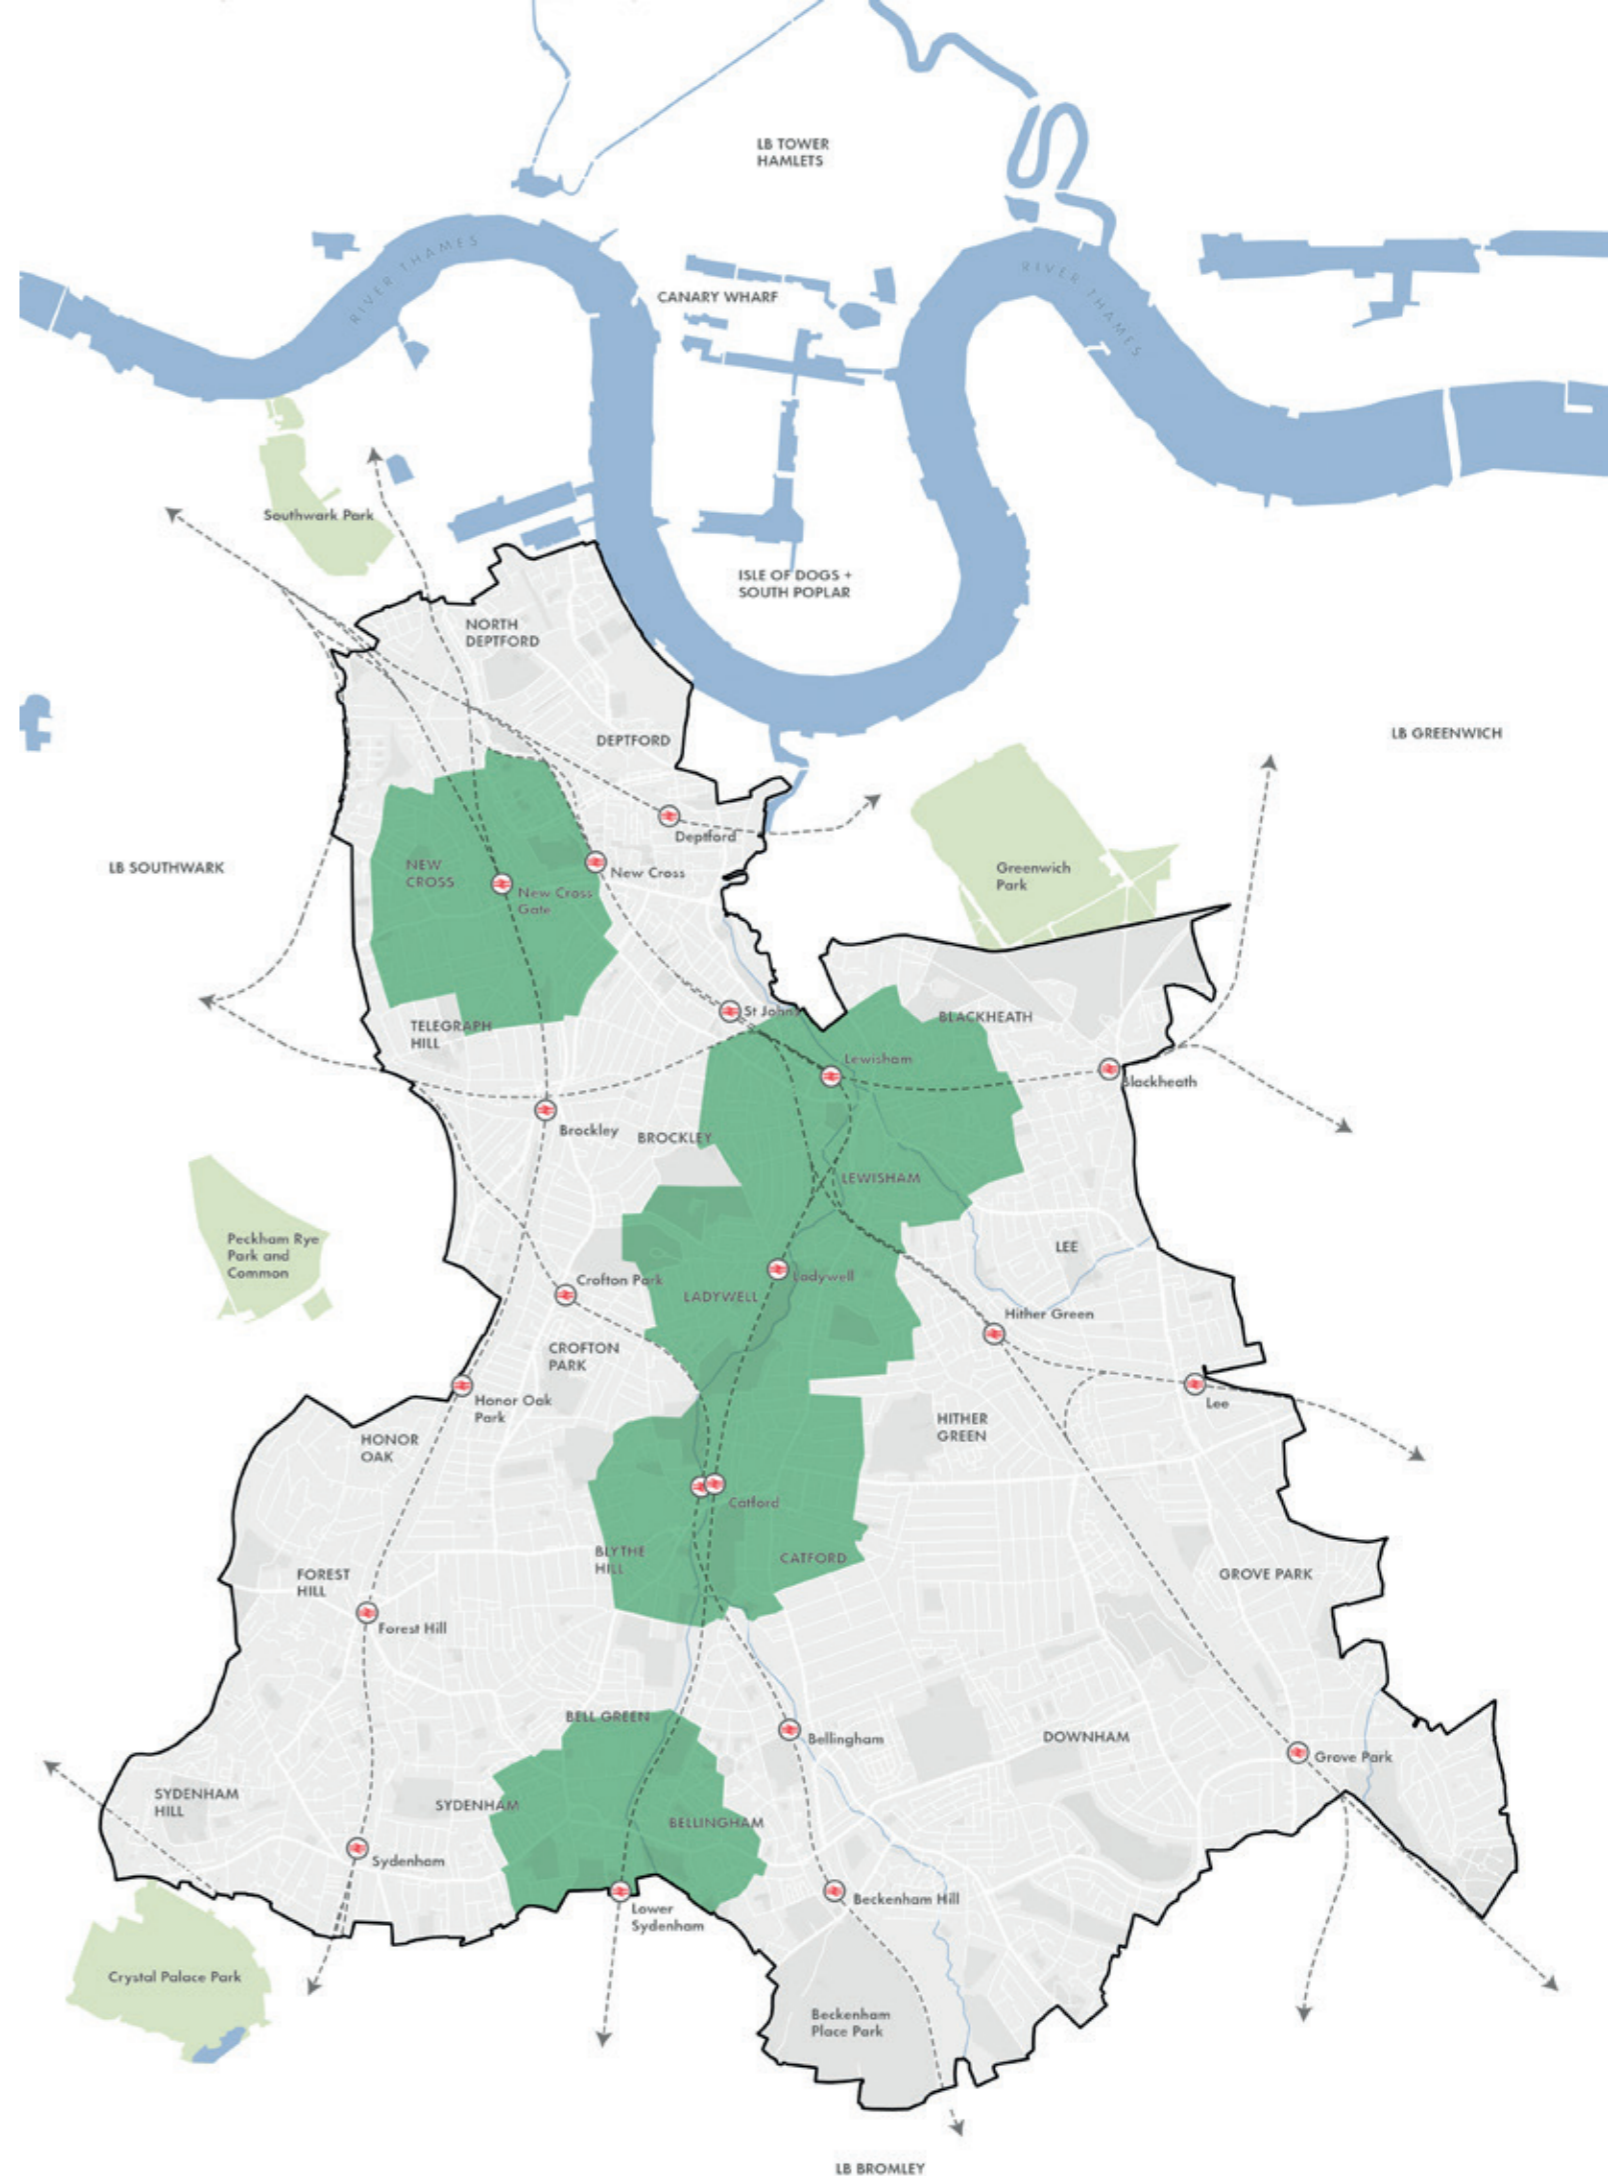 LB TOWER
HAMLETS
RIVER THAMES
RIVER THAMES
CANARY WHARF
Southwark Park
ISLE OF DOGS +
SOUTH POPLAR
NORTH
DEPTFORD
LB GREENWICH
DEPTFORD
Deptford
LB SOUTHWARK
NEW
CROSS
New Cross
New Cross
Gate
Greenwich
Park
St Johns
BLACKHEATH
TELEGRAPH
HILL
Lewisham
Blackheath
Brockley
BROCKLEY
LEWISHAM
Peckham Rye
Park and
Common
LEE
Crofton Park
Ladywell
LADYWELL
Hither Green
CROFTON
PARK
Honor Oak
Park
Lee
HITHER
GREEN
HONOR
OAK
Catford
BLYTHE
HILL
CATFORD
FOREST
HILL
GROVE PARK
Forest Hill
BELL GREEN
Bellingham
DOWNHAM
Grove Park
SYDENHAM
HILL
SYDENHAM
BELLINGHAM
Sydenham
Beckenham Hill
Lower
Sydenham
Crystal Palace Park
Beckenham
Place Park
LB BROMLEY